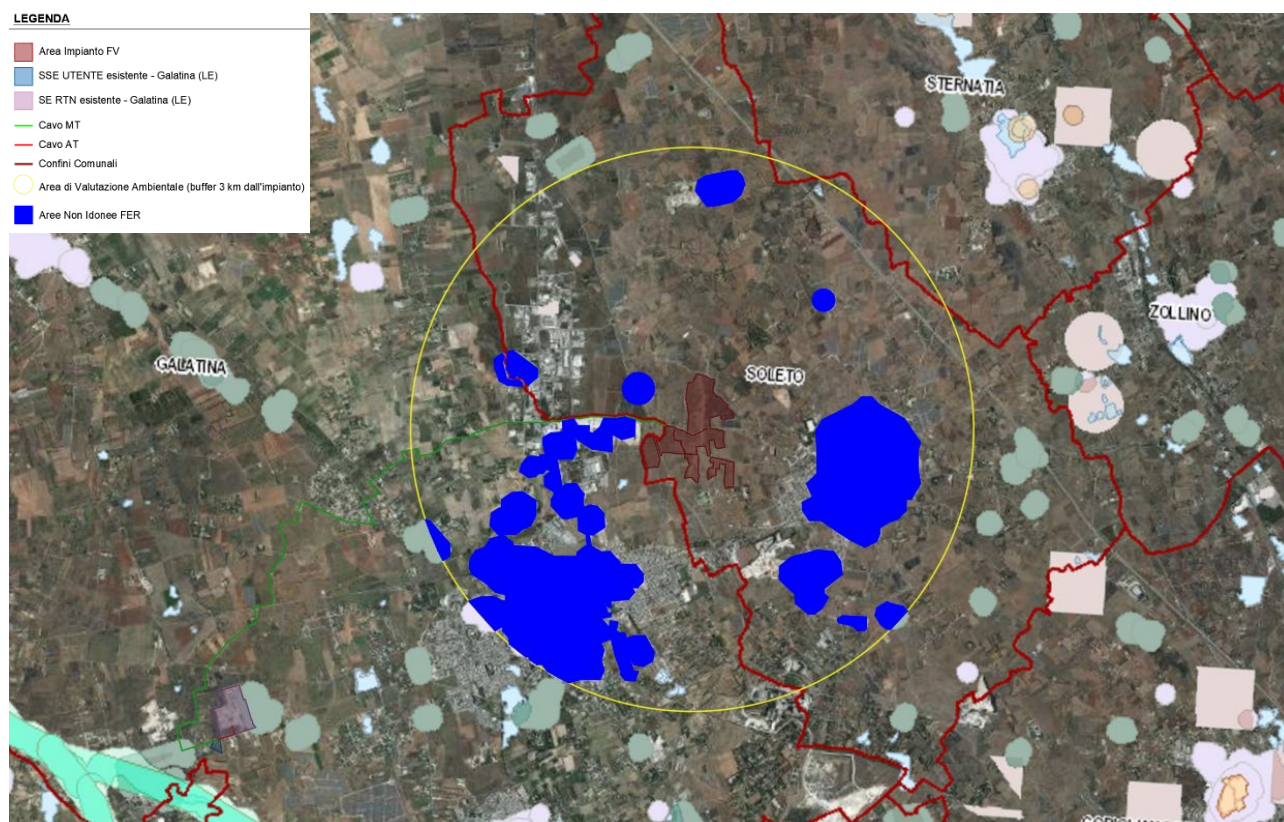 LEGENDA
Area Impianto FV
SSE UTENTE esistente - Galatina (LE)
SE RTN esistente - Galatina (LE)
Cavo MT
Cavo AT
Confini Comunali
Area di Valutazione Ambientale (buffer 3 km dall'impianto)
Aree Non Idonee FER
STERNATIA
ZOLLINO
GALATINA
SOLETO